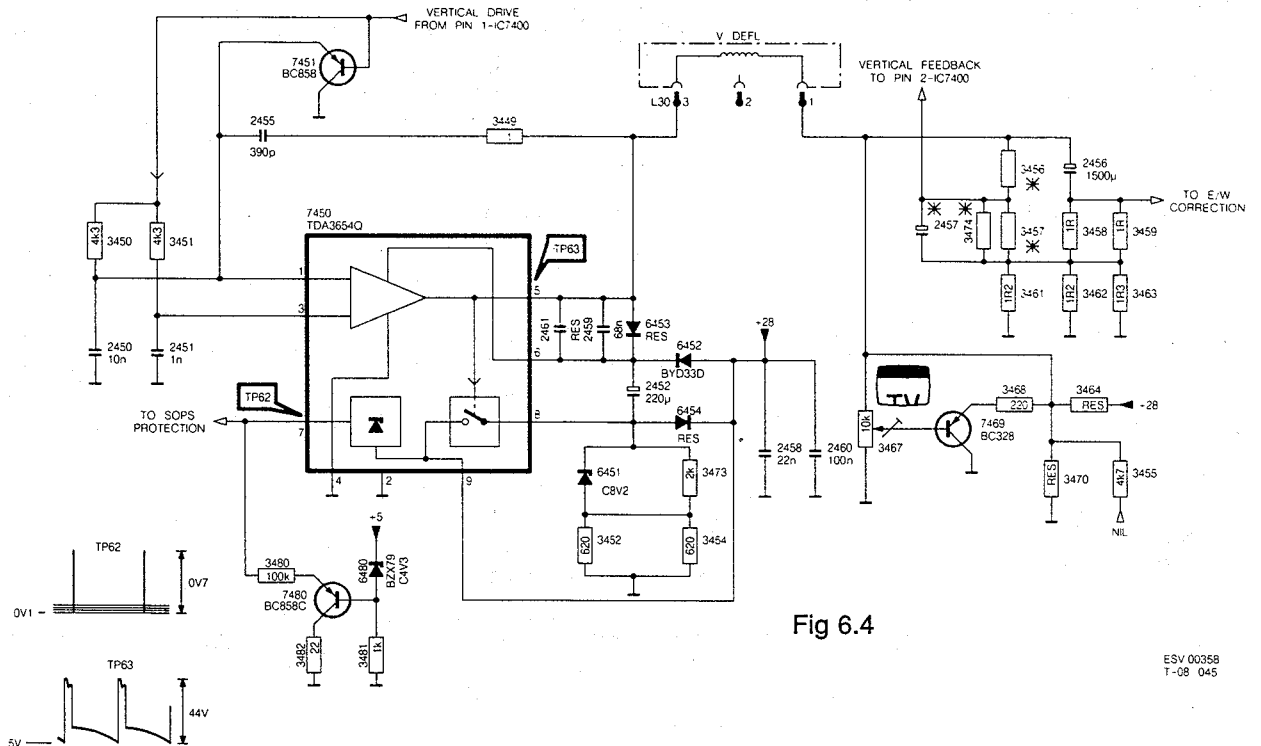 VERTICAL DRIVE
FROM PIN 1-IC7400
7451
BC858
V DEFL
L30
3
2
1
VERTICAL FEEDBACK
TO PIN 2-IC7400
2455
390p
3449
1
3456
2456
1500µ
TO E/W
CORRECTION
2457
3474
3457
1R
3458
1R
3459
1R2
3461
1R2
3462
1R3
3463
4k3
3450
4k3
3451
7450
TDA3654Q
TP63
1
3
5
6
8
7
4
2
9
2450
10n
2451
1n
TP62
TO SOPS
PROTECTION
2461
RES
2459
68n
6453
RES
6452
BYD33D
+28
2452
220µ
6454
RES
2458
22n
2460
100n
6451
C8V2
2k
3473
620
3452
620
3454
TV
10k
3467
7469
BC328
3468
220
3464
RES
-28
RES
3470
4k7
3455
NIL
+5
6480
BZX79
C4V3
3480
100k
7480
BC858C
3482
22
3481
1k
TP62
0V7
0V1
TP63
44V
5V
Fig 6.4
ESV 00358
T-08 045